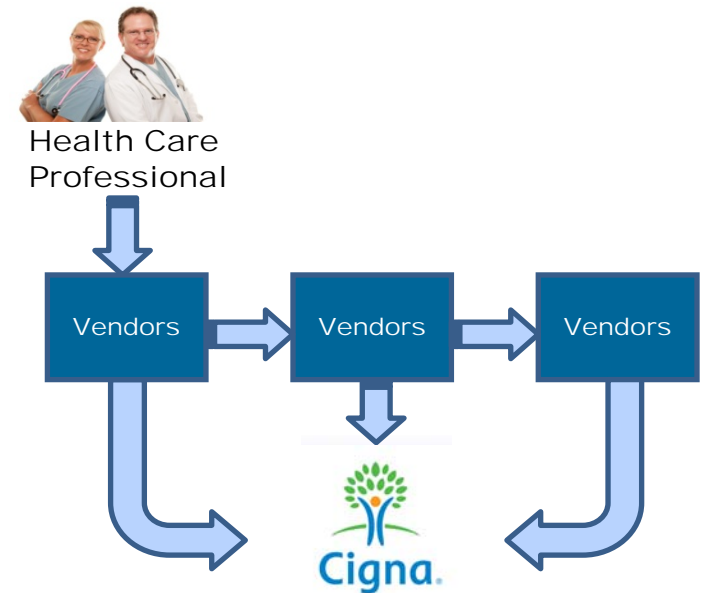 Health Care
Professional
Vendors
Vendors
Vendors
Cigna.